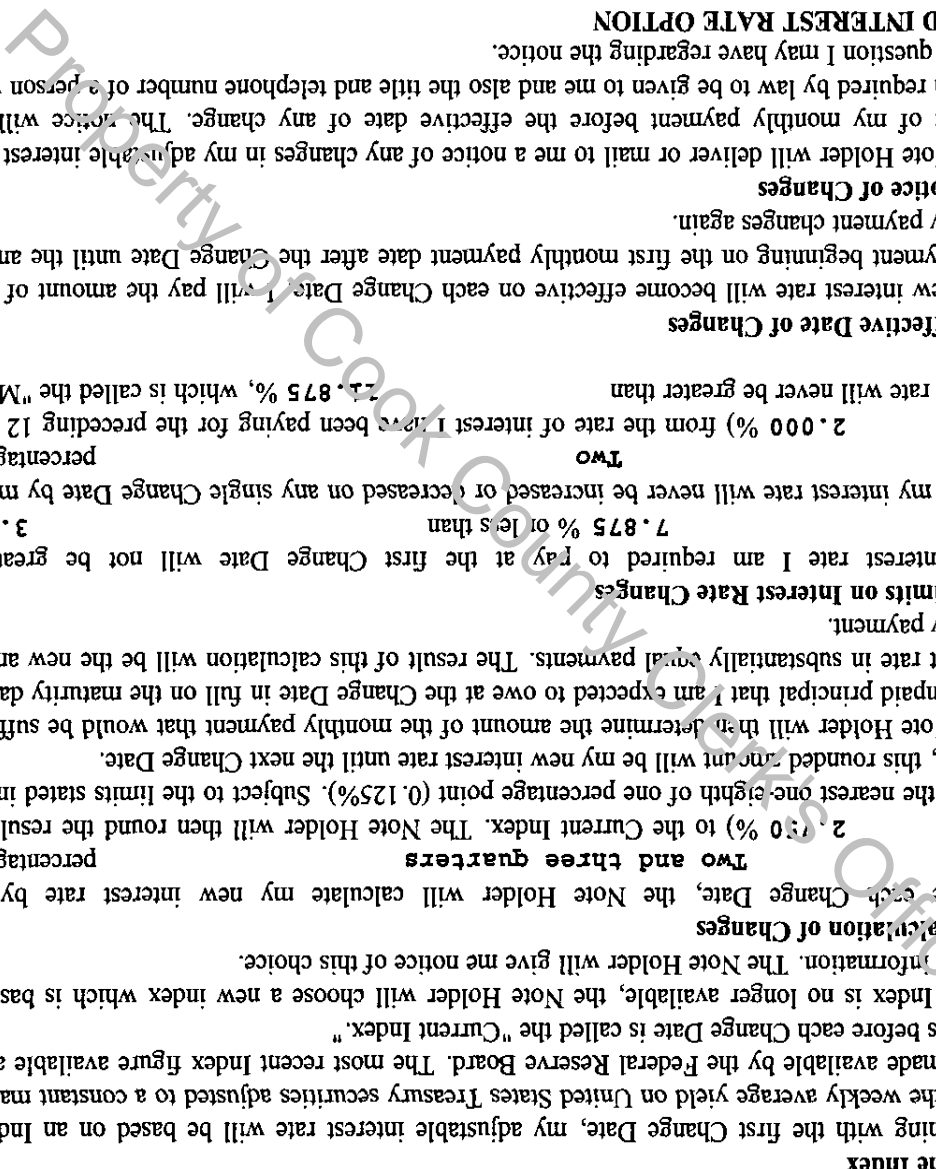 he Index
ning with the first Change Date, my adjustable interest rate will be based on an Ind
the weekly average yield on United States Treasury securities adjusted to a constant ma
made available by the Federal Reserve Board. The most recent Index figure available a
s before each Change Date is called the "Current Index."
Index is no longer available, the Note Holder will choose a new index which is bas
information. The Note Holder will give me notice of this choice.
alculation of Changes
e each Change Date, the Note Holder will calculate my new interest rate by
Two and three quarters percentag
2.750 %) to the Current Index. The Note Holder will then round the resul
the nearest one-eighth of one percentage point (0.125%). Subject to the limits stated in
, this rounded amount will be my new interest rate until the next Change Date.
ote Holder will then determine the amount of the monthly payment that would be suff
npaid principal that I am expected to owe at the Change Date in full on the maturity da
t rate in substantially equal payments. The result of this calculation will be the new am
y payment.
imits on Interest Rate Changes
nterest rate I am required to pay at the first Change Date will not be great
7.875 % or less than 3.
my interest rate will never be increased or decreased on any single Change Date by m
Two percentag
2.000 %) from the rate of interest I have been paying for the preceding 12
rate will never be greater than 11.875 %, which is called the "M
ffective Date of Changes
ew interest rate will become effective on each Change Date. I will pay the amount of
yment beginning on the first monthly payment date after the Change Date until the am
y payment changes again.
otice of Changes
ote Holder will deliver or mail to me a notice of any changes in my adjustable interest
t of my monthly payment before the effective date of any change. The notice will
n required by law to be given to me and also the title and telephone number of a person
question I may have regarding the notice.
D INTEREST RATE OPTION
Property of Cook County Clerk's Office